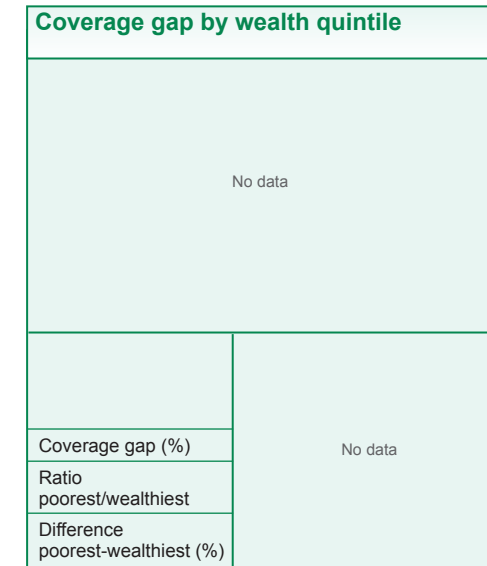 Coverage gap by wealth quintile
No data
Coverage gap (%)
No data
Ratio
poorest/wealthiest
Difference
poorest-wealthiest (%)